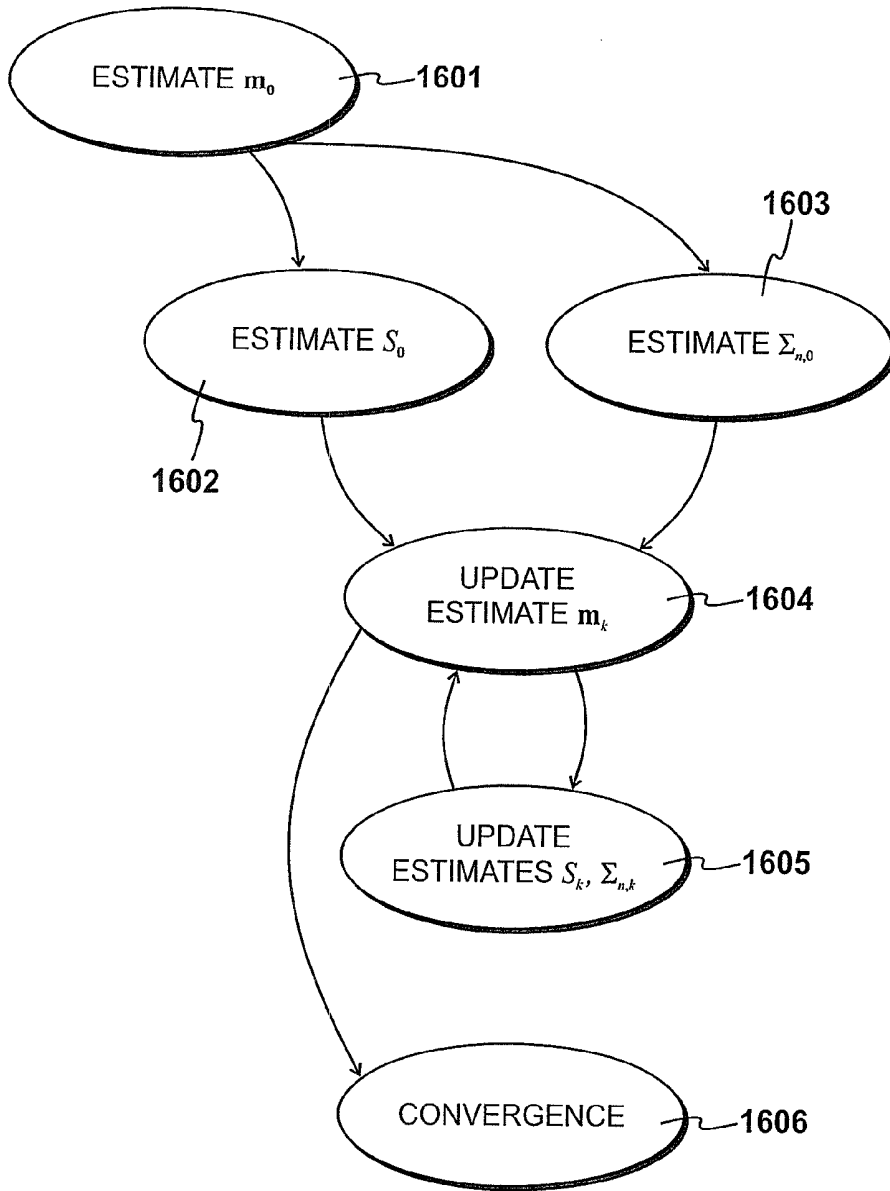 ESTIMATE m₀
1601
1603
ESTIMATE S₀
ESTIMATE Σₙ,₀
1602
UPDATE
ESTIMATE mₖ
1604
UPDATE
ESTIMATES Sₖ, Σₙ,ₖ
1605
CONVERGENCE
1606